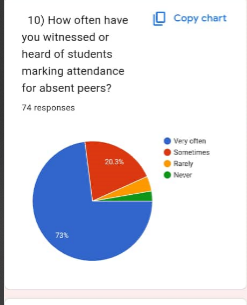 10) How often have
you witnessed or
heard of students
marking attendance
for absent peers?
Copy chart
74 responses
Very often
Sometimes
Rarely
Never
20.3%
73%